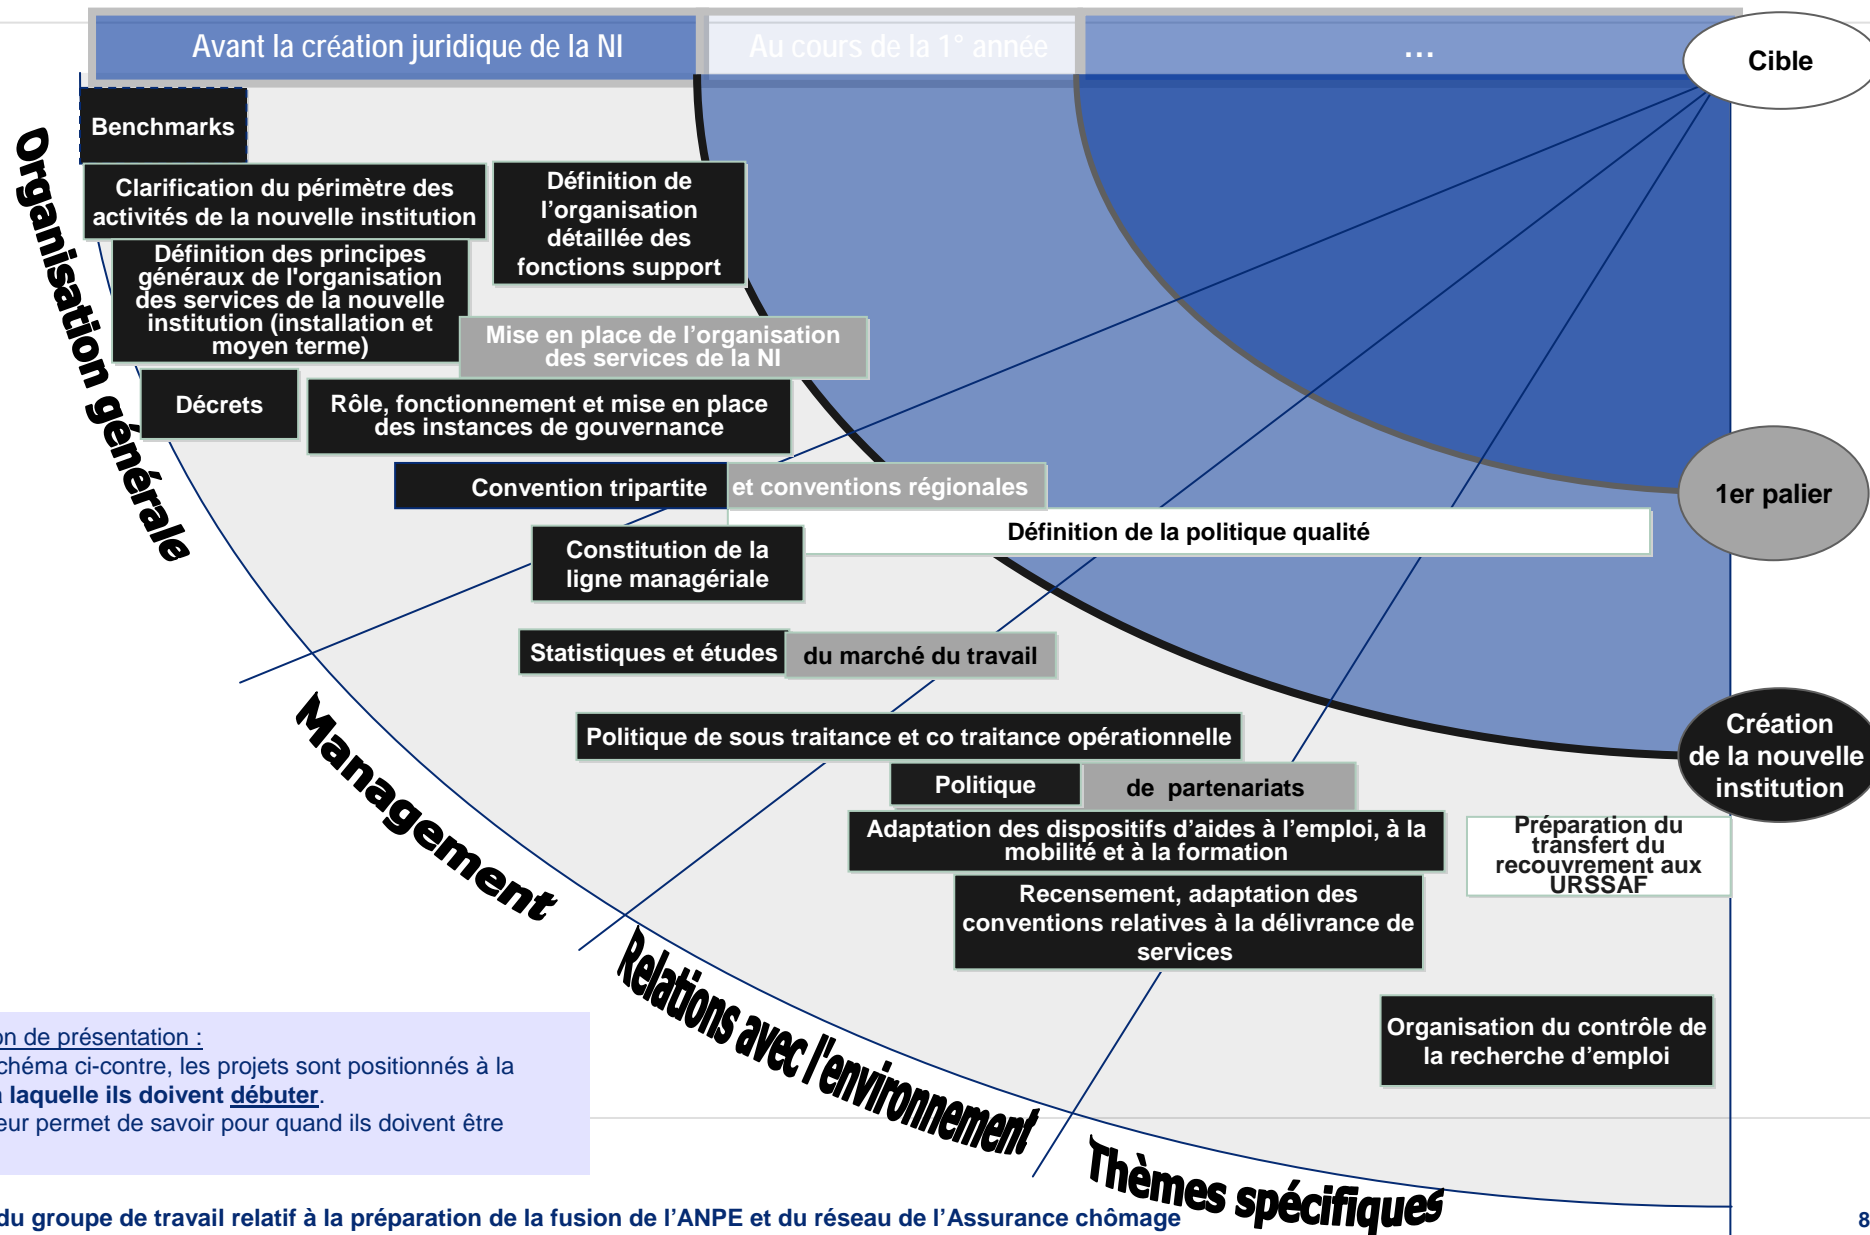 Avant la création juridique de la NI
Au cours de la 1° année
...
Cible
Benchmarks
Clarification du périmètre des
activités de la nouvelle institution
Définition de
l’organisation
détaillée des
fonctions support
Définition des principes
généraux de l'organisation
des services de la nouvelle
institution (installation et
moyen terme)
Mise en place de l’organisation
des services de la NI
Décrets
Rôle, fonctionnement et mise en place
des instances de gouvernance
Organisation générale
Convention tripartite
et conventions régionales
1er palier
Définition de la politique qualité
Constitution de la
ligne managériale
Statistiques et études
du marché du travail
Management
Politique de sous traitance et co traitance opérationnelle
Création
de la nouvelle
institution
Politique
de partenariats
Adaptation des dispositifs d’aides à l’emploi, à la
mobilité et à la formation
Préparation du
transfert du
recouvrement aux
URSSAF
Recensement, adaptation des
conventions relatives à la délivrance de
services
Relations avec l'environnement
Organisation du contrôle de
la recherche d’emploi
Thèmes spécifiques
on de présentation :
chéma ci-contre, les projets sont positionnés à la
à laquelle ils doivent débuter.
eur permet de savoir pour quand ils doivent être
du groupe de travail relatif à la préparation de la fusion de l’ANPE et du réseau de l’Assurance chômage
8